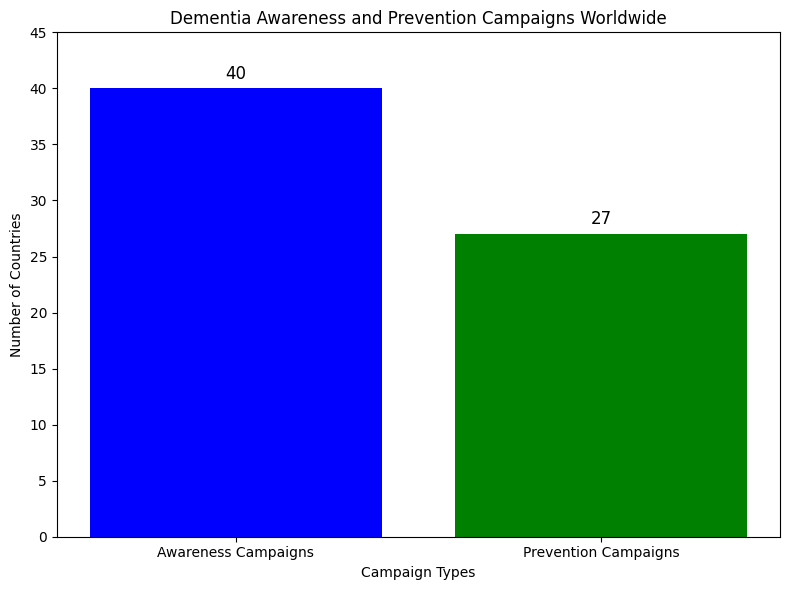 Dementia Awareness and Prevention Campaigns Worldwide
45
40
35
30
25
20
15
10
5
0
Number of Countries
40
27
Awareness Campaigns
Prevention Campaigns
Campaign Types